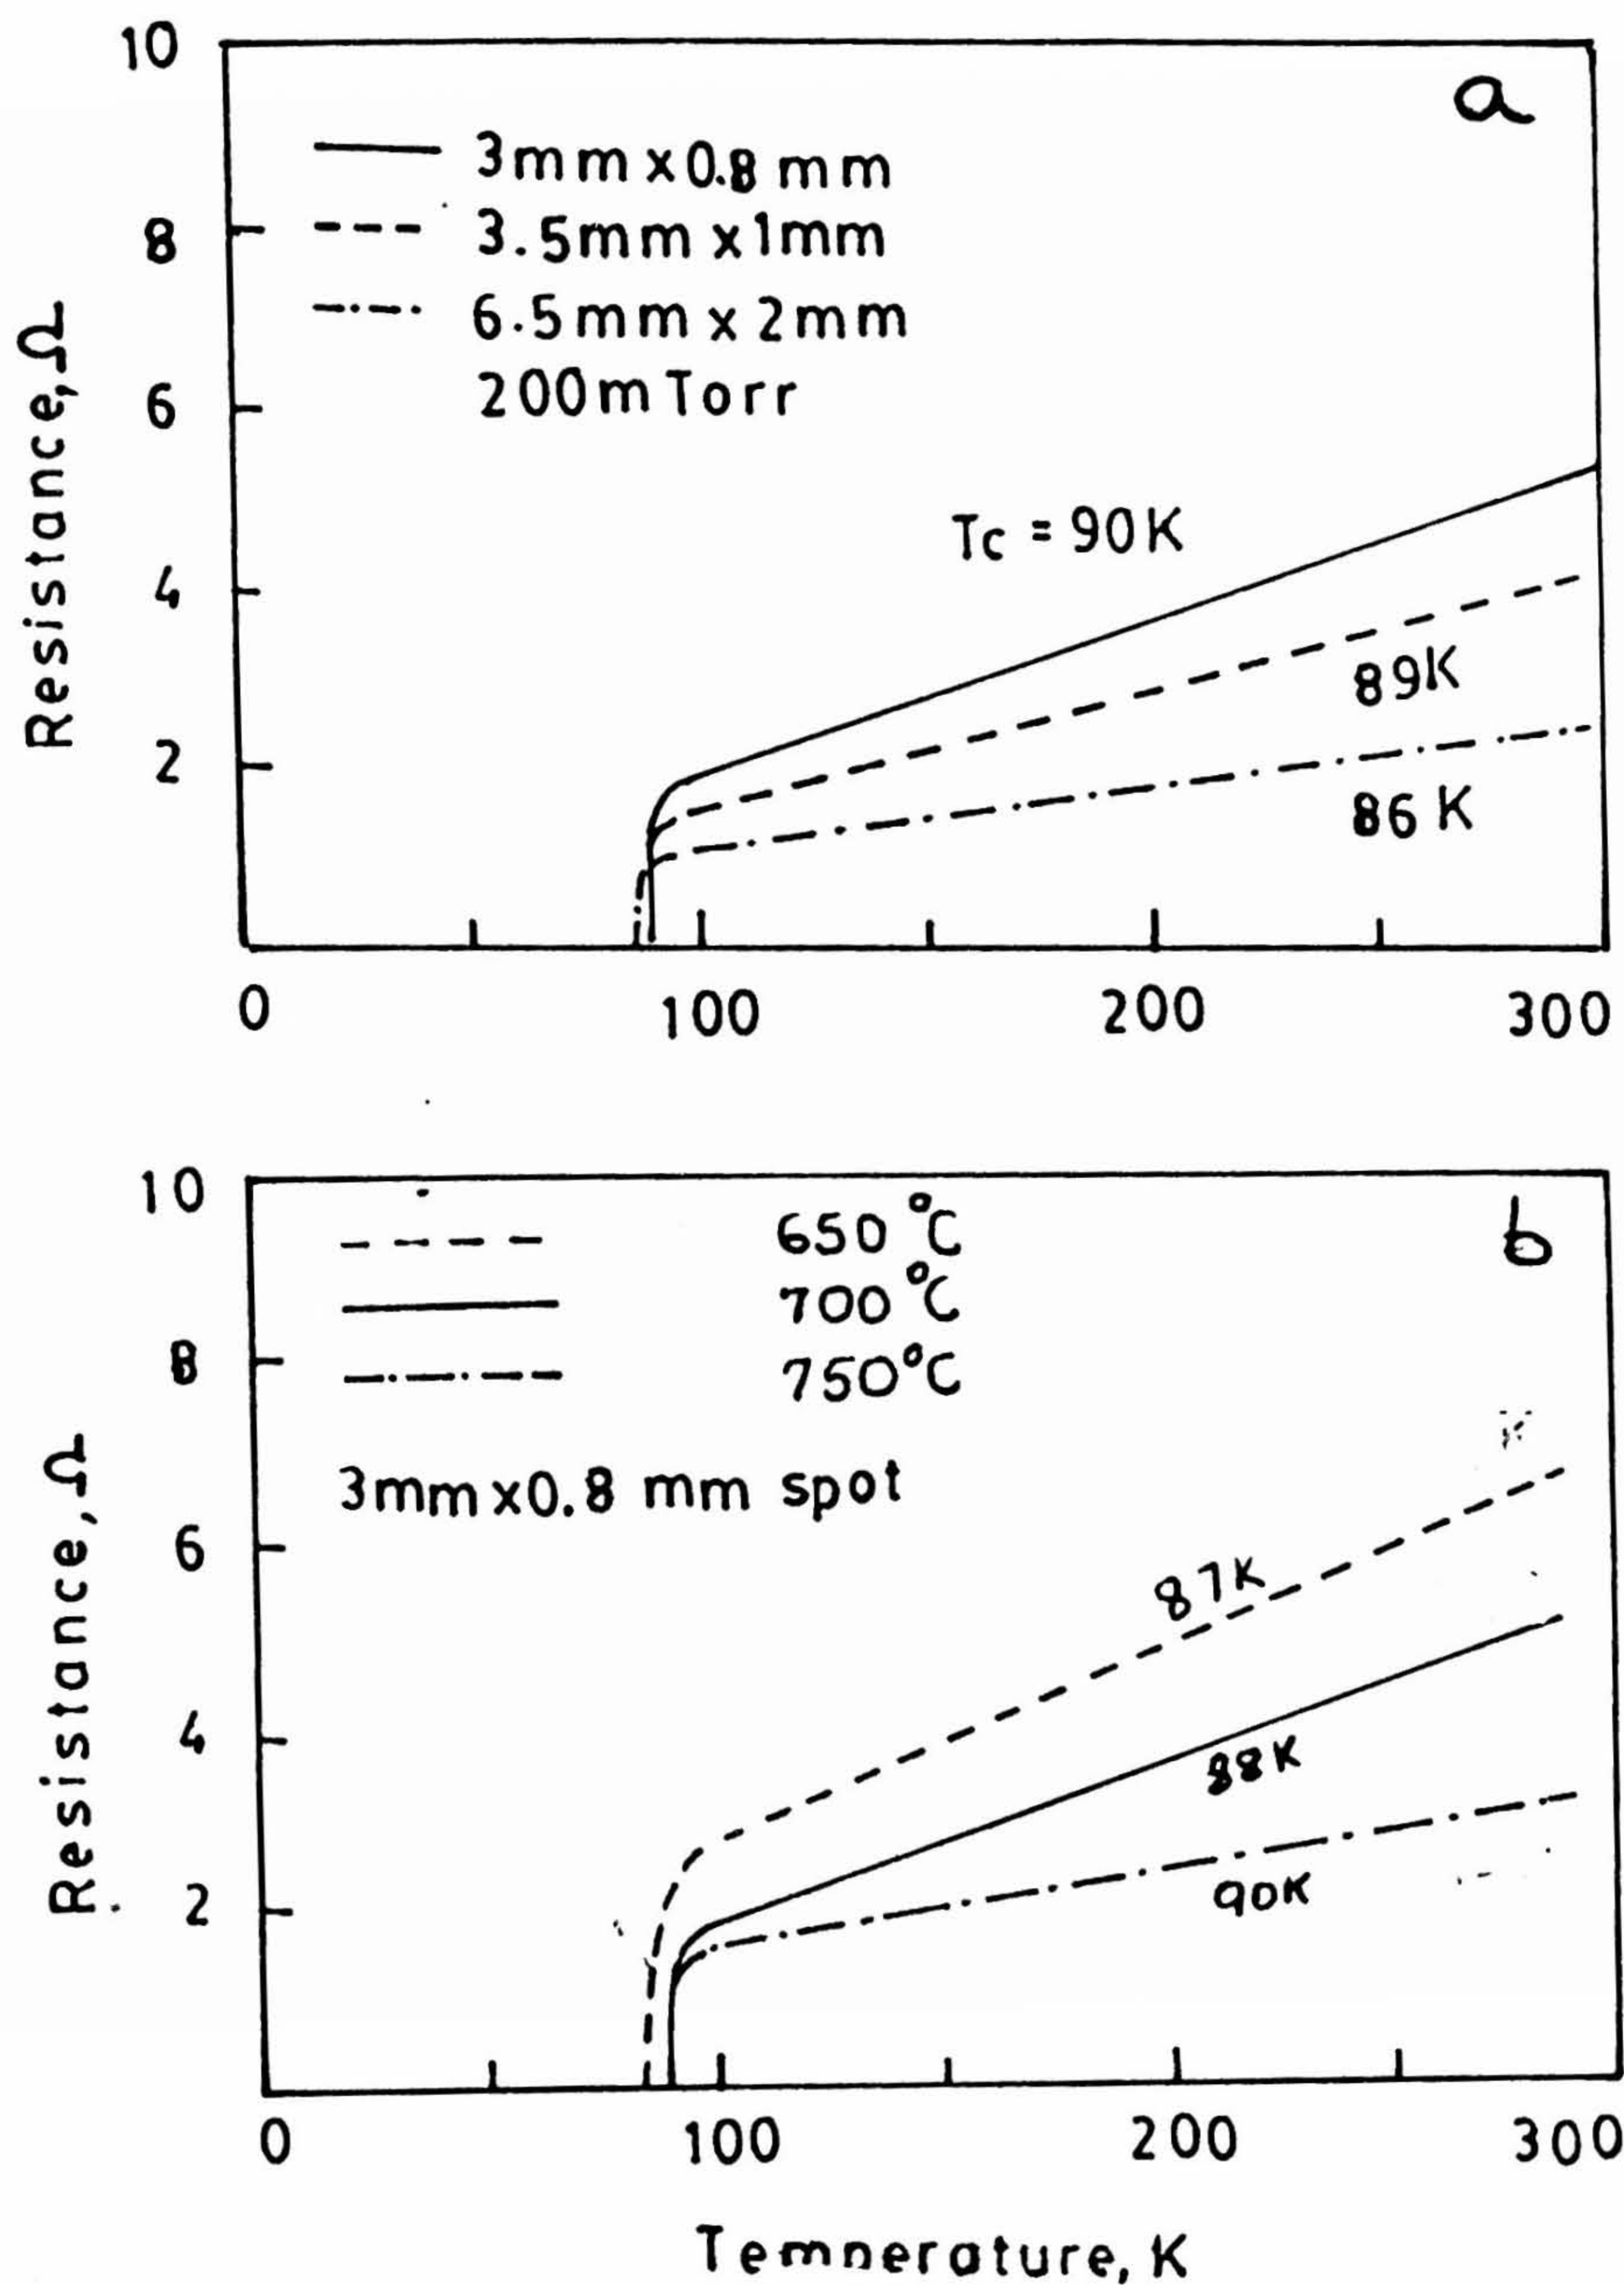 10
a
3mm x 0.8 mm
8
3.5mm x 1mm
6.5mm x 2mm
6
200m Torr
Resistance, Ω
Tc = 90K
4
89K
2
86 K
0 100 200 300
10
b
650 °C
700 °C
8
750°C
3mm x 0.8 mm spot
6
87K
Resistance, Ω
4
88K
2
90K
0 100 200 300
Temnerature, K